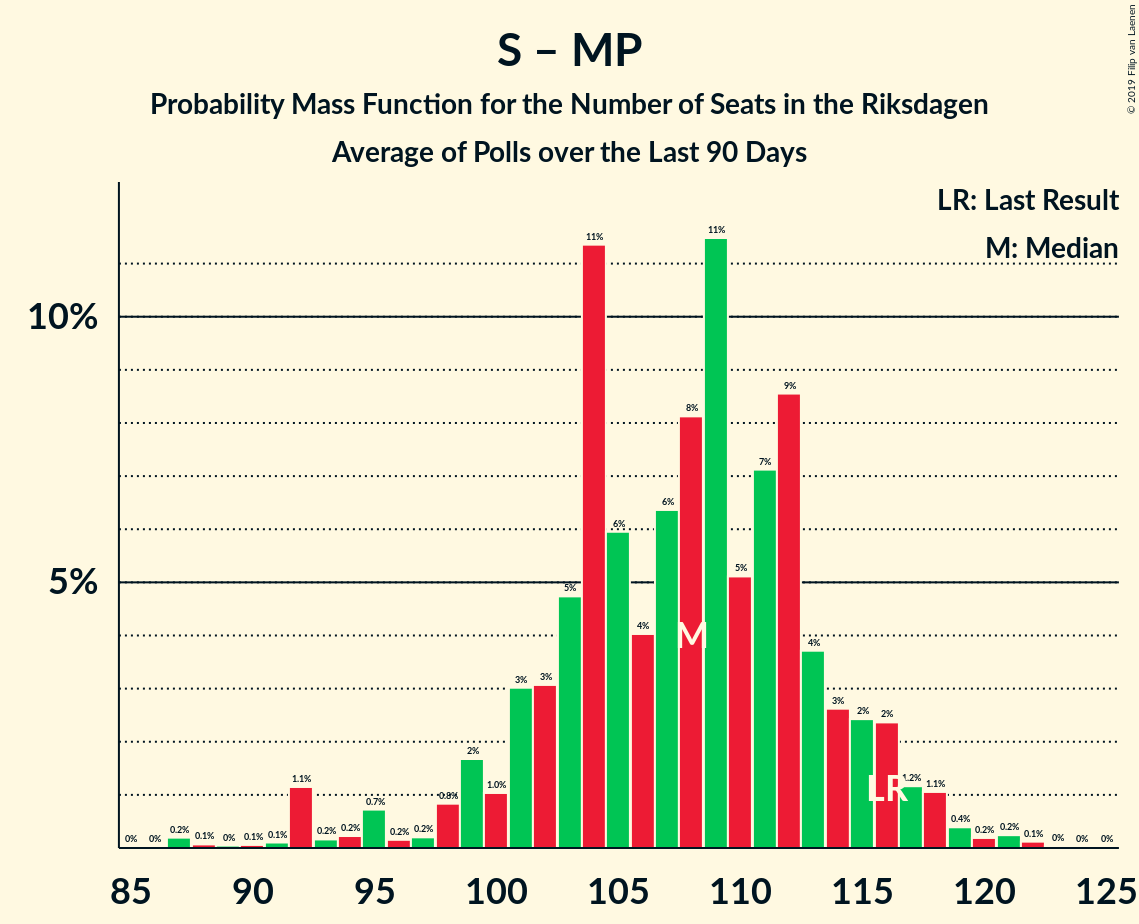 S – MP
Probability Mass Function for the Number of Seats in the Riksdagen
Average of Polls over the Last 90 Days
© 2019 Filip van Laenen
LR: Last Result
M: Median
10%
5%
0% 0% 0.2% 0.1% 0% 0.1% 0.1% 1.1% 0.2% 0.2% 0.7% 0.2% 0.2% 0.8% 2% 1.0% 3% 3% 5% 11% 6% 4% 6% 8% 11% 5% 7% 9% 4% 3% 2% 2% 1.2% 1.1% 0.4% 0.2% 0.2% 0.1% 0% 0% 0%
M
LR
85 90 95 100 105 110 115 120 125